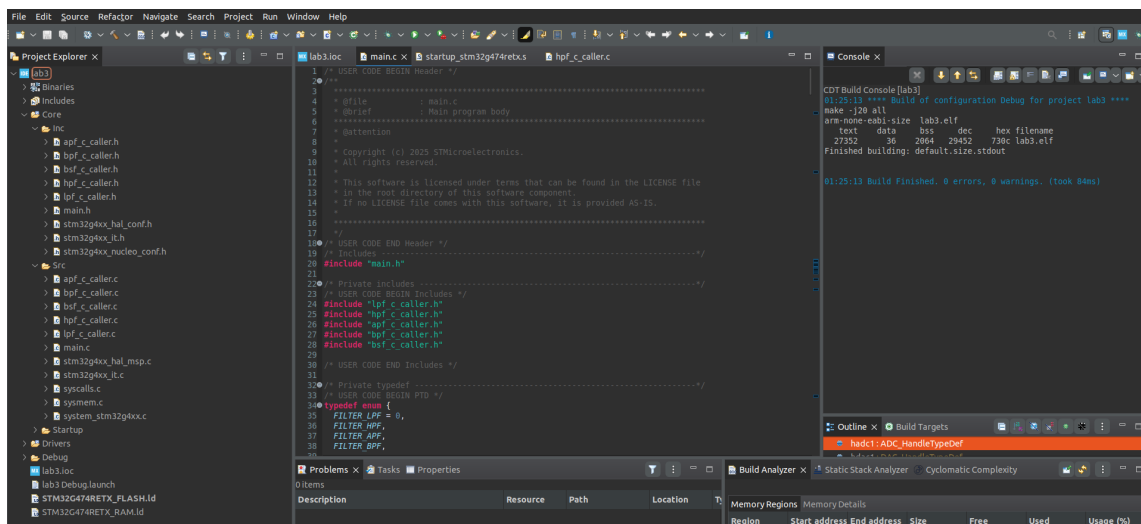 File Edit Source Refactor Navigate Search Project Run Window Help
Project Explorer
lab3
Binaries
Includes
Core
Inc
apf_c_caller.h
bpf_c_caller.h
bsf_c_caller.h
hpf_c_caller.h
lpf_c_caller.h
main.h
stm32g4xx_hal_conf.h
stm32g4xx_it.h
stm32g4xx_nucleo_conf.h
Src
apf_c_caller.c
bpf_c_caller.c
bsf_c_caller.c
hpf_c_caller.c
lpf_c_caller.c
main.c
stm32g4xx_hal_msp.c
stm32g4xx_it.c
syscalls.c
sysmem.c
system_stm32g4xx.c
Startup
Drivers
Debug
lab3.ioc
lab3 Debug.launch
STM32G474RETX_FLASH.ld
STM32G474RETX_RAM.ld
lab3.ioc main.c startup_stm32g474retx.s hpf_c_caller.c
1 /* USER CODE BEGIN Header */
2 /**
3 ******************************************************************************
4 * @file : main.c
5 * @brief : Main program body
6 ******************************************************************************
7 * @attention
8 *
9 * Copyright (c) 2025 STMicroelectronics.
10 * All rights reserved.
11 *
12 * This software is licensed under terms that can be found in the LICENSE file
13 * in the root directory of this software component.
14 * If no LICENSE file comes with this software, it is provided AS-IS.
15 *
16 ******************************************************************************
17 */
18 /* USER CODE END Header */
19 /* Includes ------------------------------------------------------------------*/
20 #include "main.h"
21
22 /* Private includes ----------------------------------------------------------*/
23 /* USER CODE BEGIN Includes */
24 #include "lpf_c_caller.h"
25 #include "hpf_c_caller.h"
26 #include "apf_c_caller.h"
27 #include "bpf_c_caller.h"
28 #include "bsf_c_caller.h"
29
30 /* USER CODE END Includes */
31
32 /* Private typedef -----------------------------------------------------------*/
33 /* USER CODE BEGIN PTD */
34 typedef enum {
35 FILTER_LPF = 0,
36 FILTER_HPF,
37 FILTER_APF,
38 FILTER_BPF,
Problems Tasks Properties
0 items
Description Resource Path Location
Console
CDT Build Console [lab3]
01:25:13 **** Build of configuration Debug for project lab3 ****
make -j20 all
arm-none-eabi-size lab3.elf
text data bss dec hex filename
27352 36 2064 29452 730c lab3.elf
Finished building: default.size.stdout
01:25:13 Build Finished. 0 errors, 0 warnings. (took 84ms)
Outline Build Targets
hadc1 : ADC_HandleTypeDef
Build Analyzer Static Stack Analyzer Cyclomatic Complexity
Memory Regions Memory Details
Region Start address End address Size Free Used Usage (%)